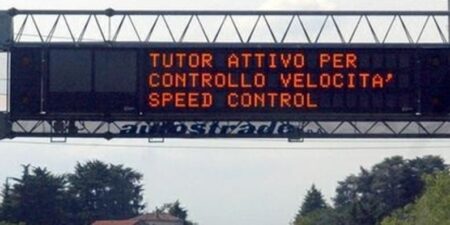 TUTOR ATTIVO PER
CONTROLLO VELOCITA'
SPEED CONTROL
autostrade